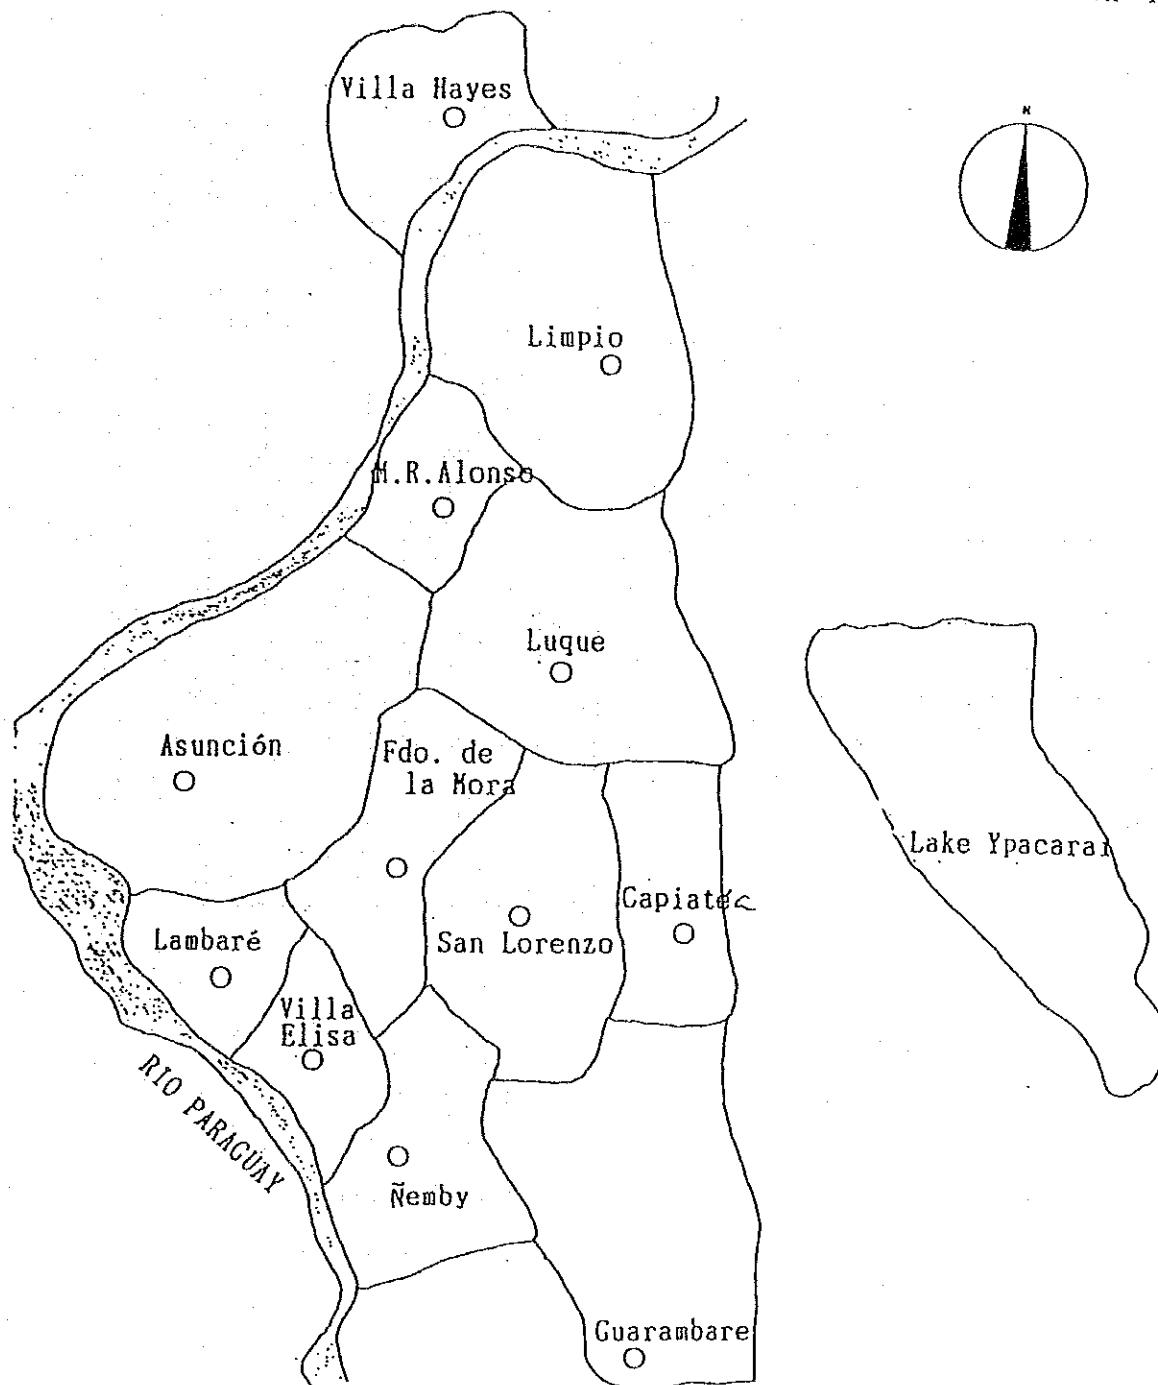 Villa Hayes
N
Limpio
M.R.Alonso
Luque
Asunción
Fdo. de
la Mora
Lake Ypacarai
Capiatá
San Lorenzo
Lambaré
Villa
Elisa
RIO PARAGUAY
Ñemby
Guarambare